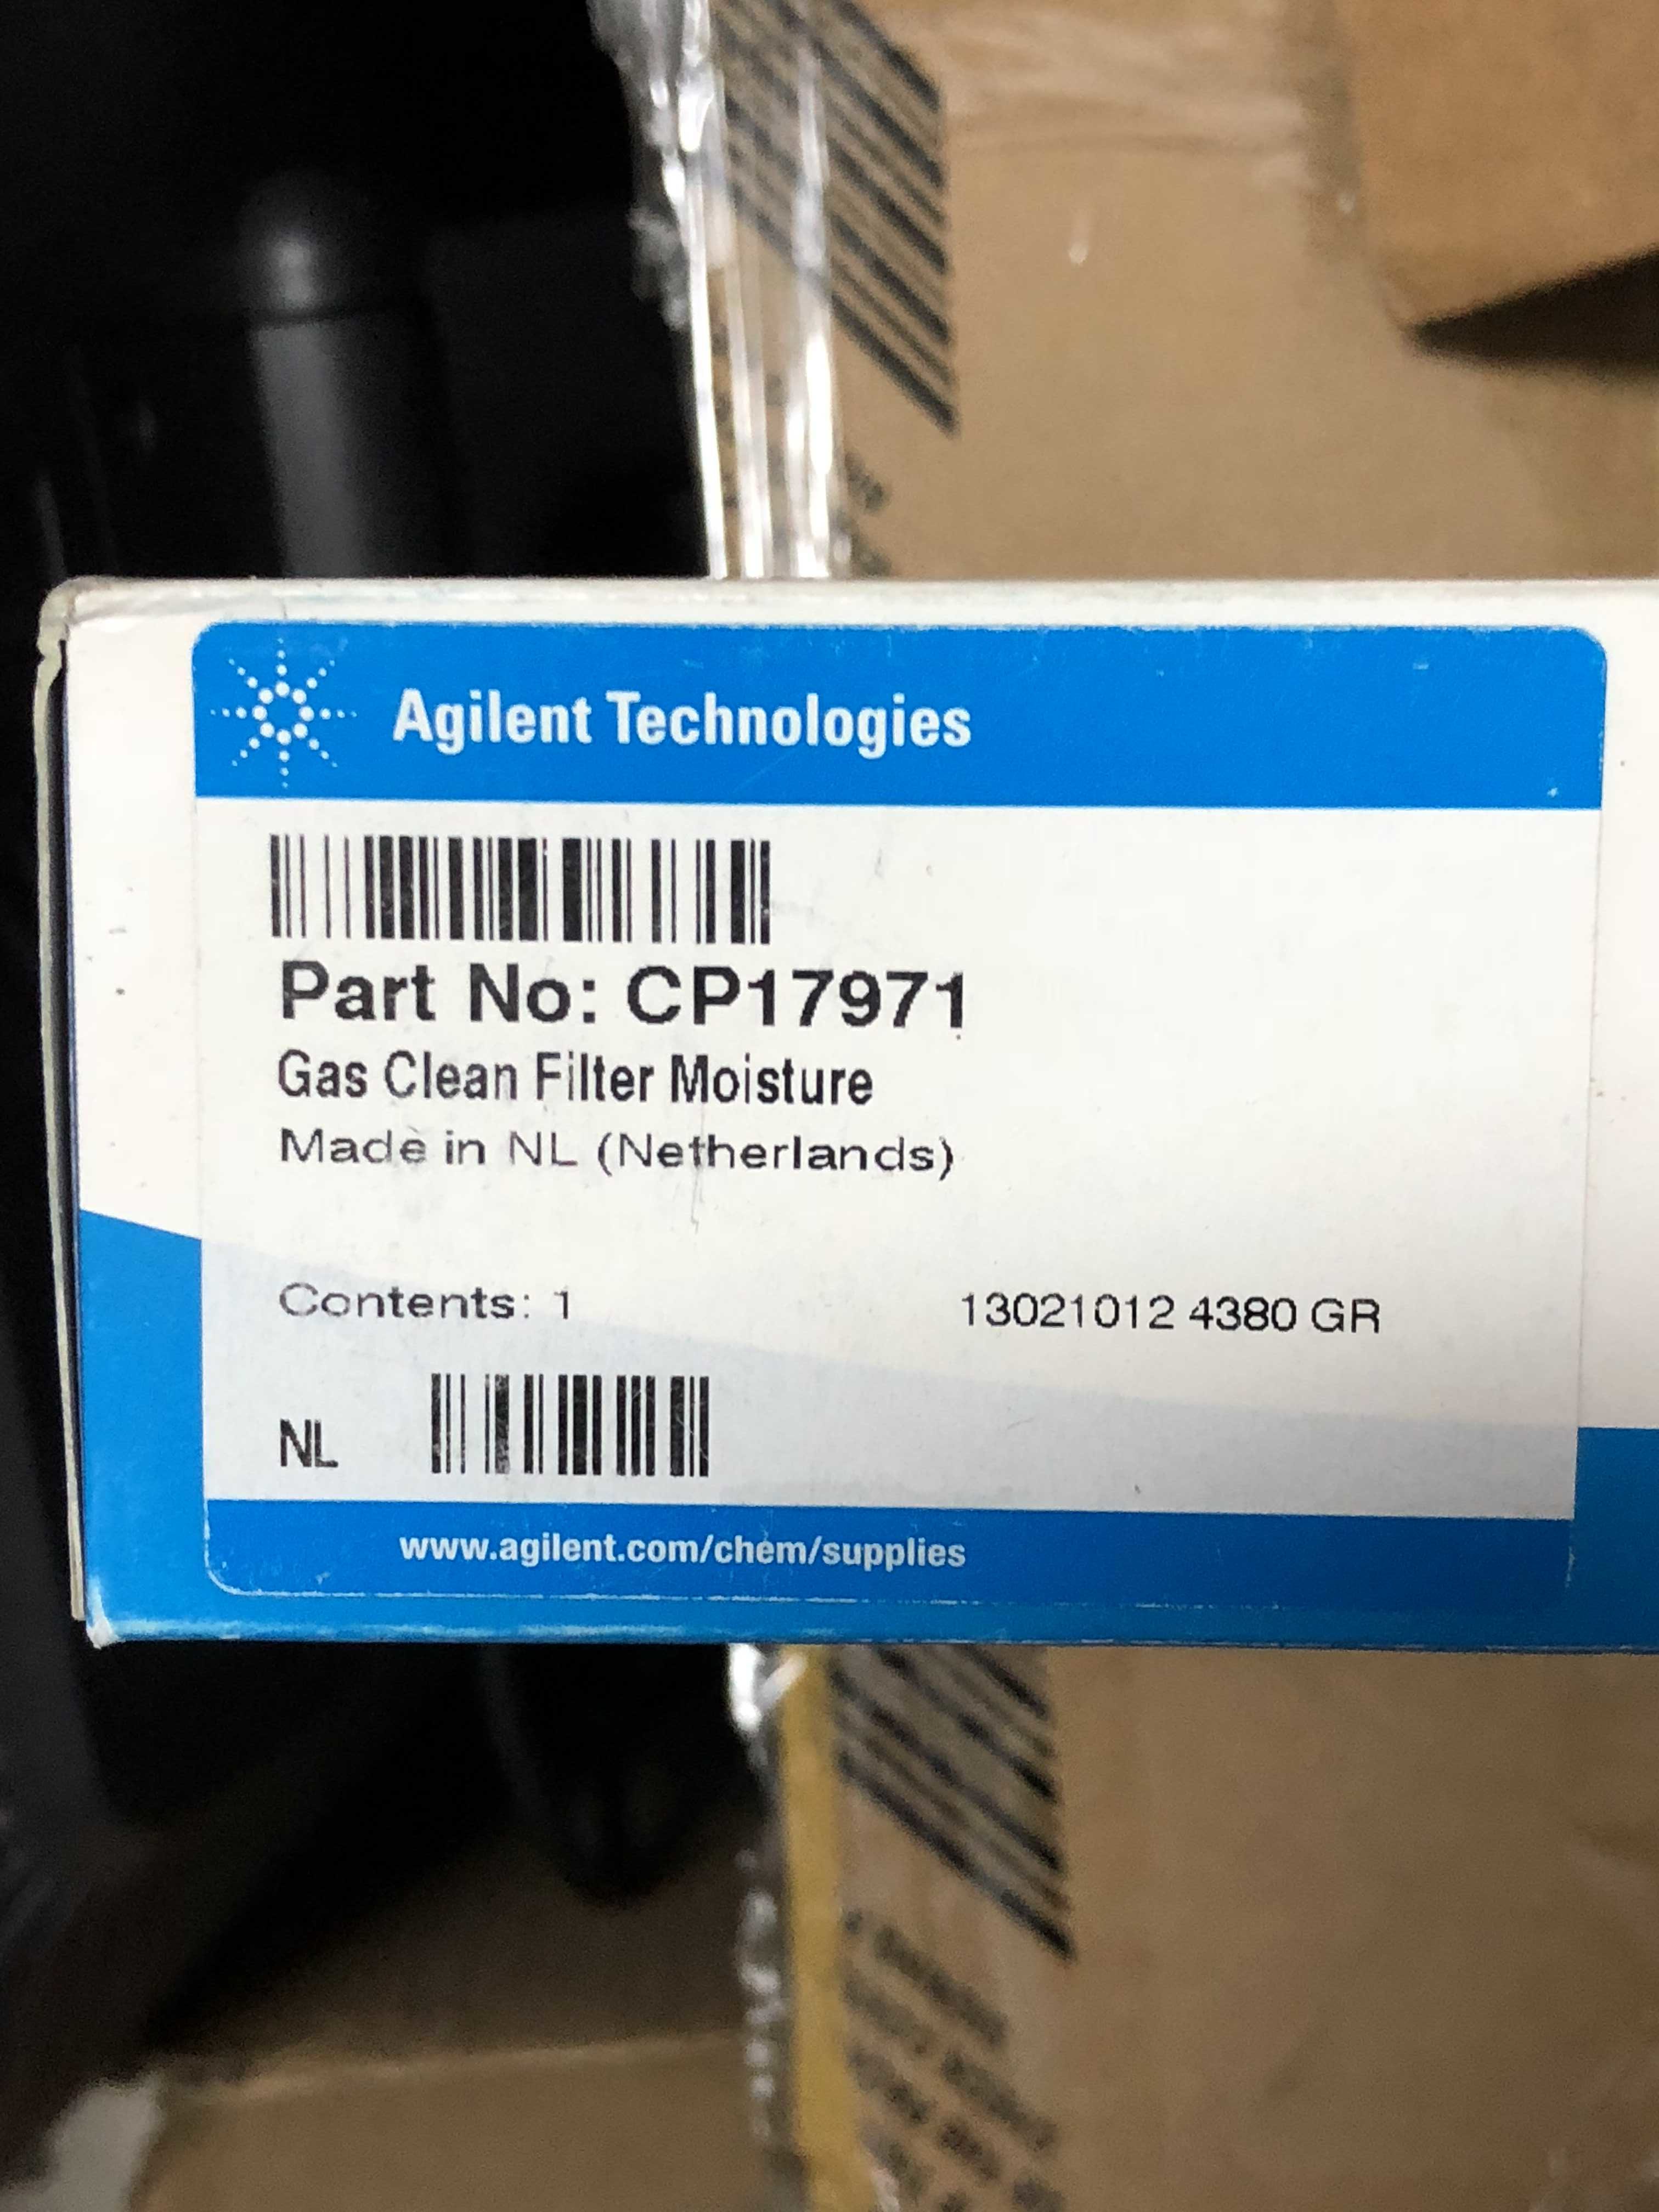 Agilent Technologies
Part No: CP17971
Gas Clean Filter Moisture
Made in NL (Netherlands)
Contents: 1
13021012 4380 GR
NL
www.agilent.com/chem/supplies